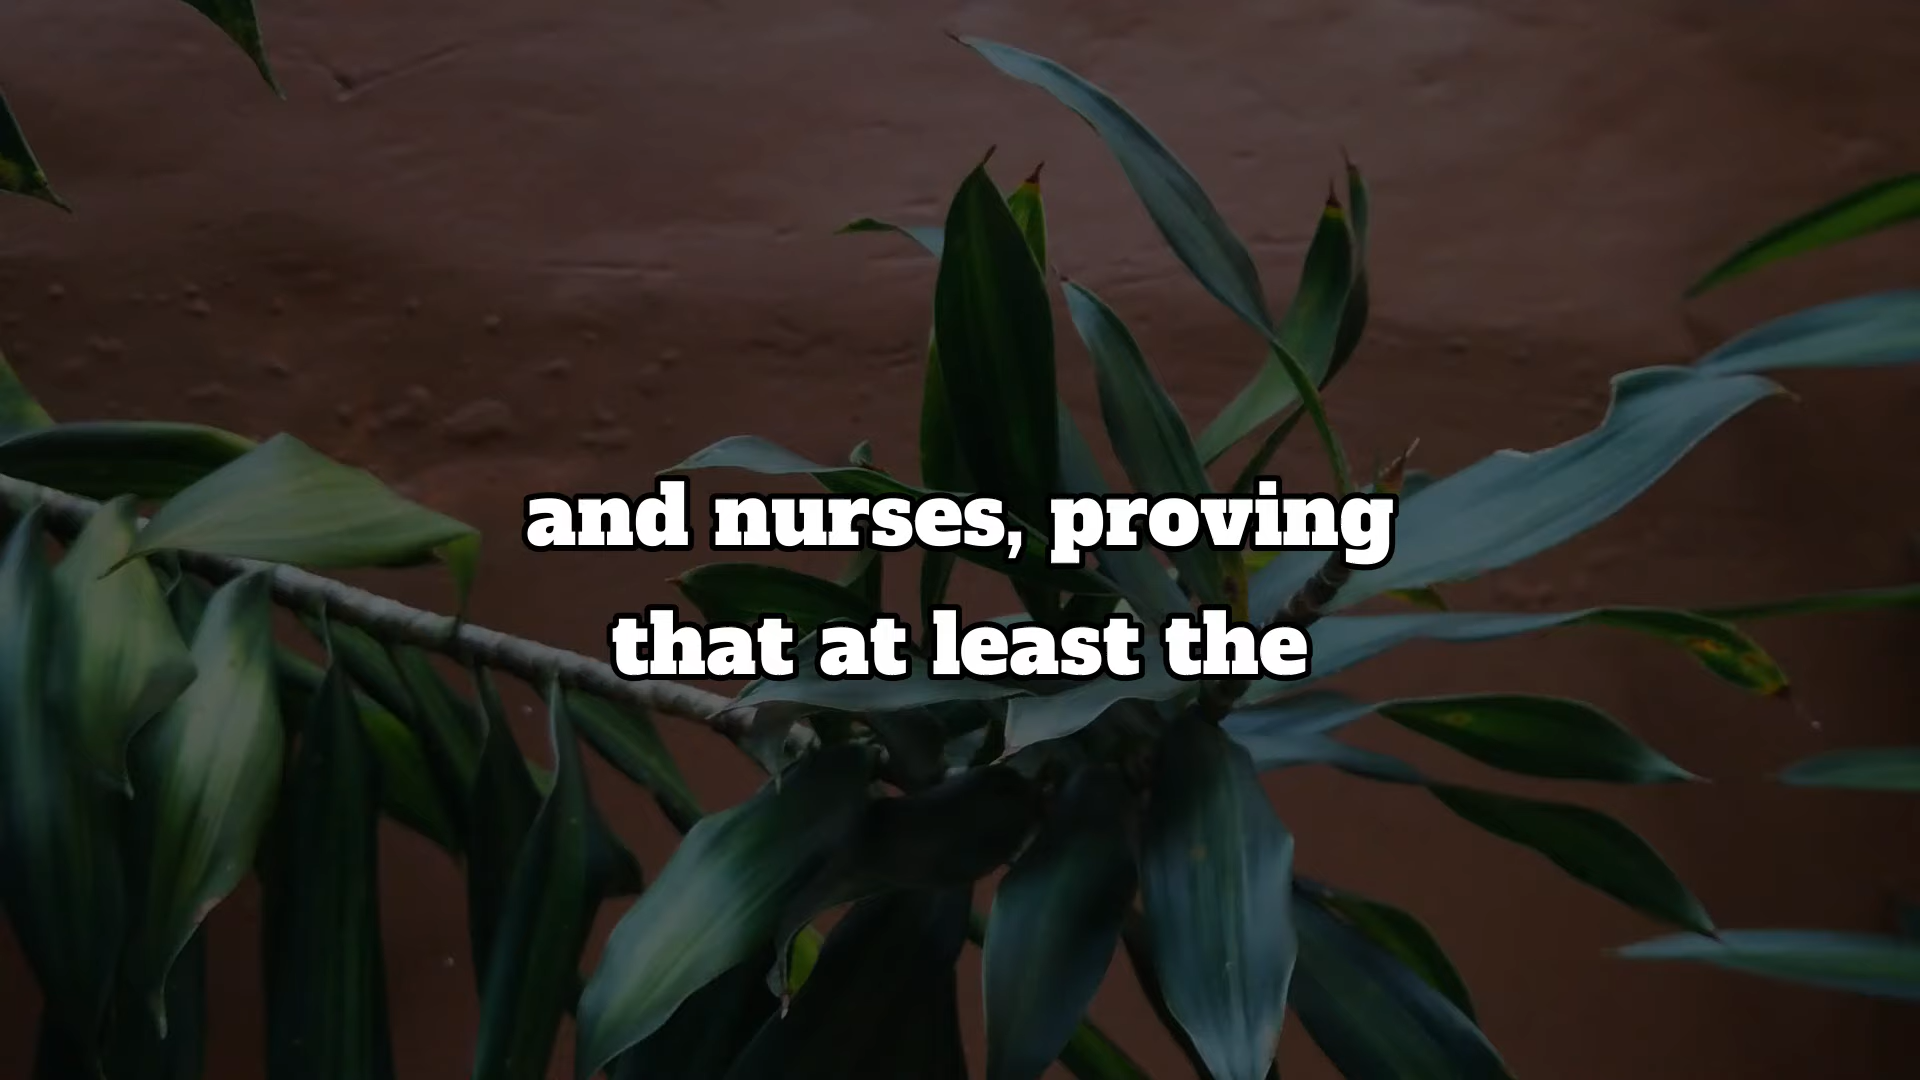 and nurses, proving
that at least the